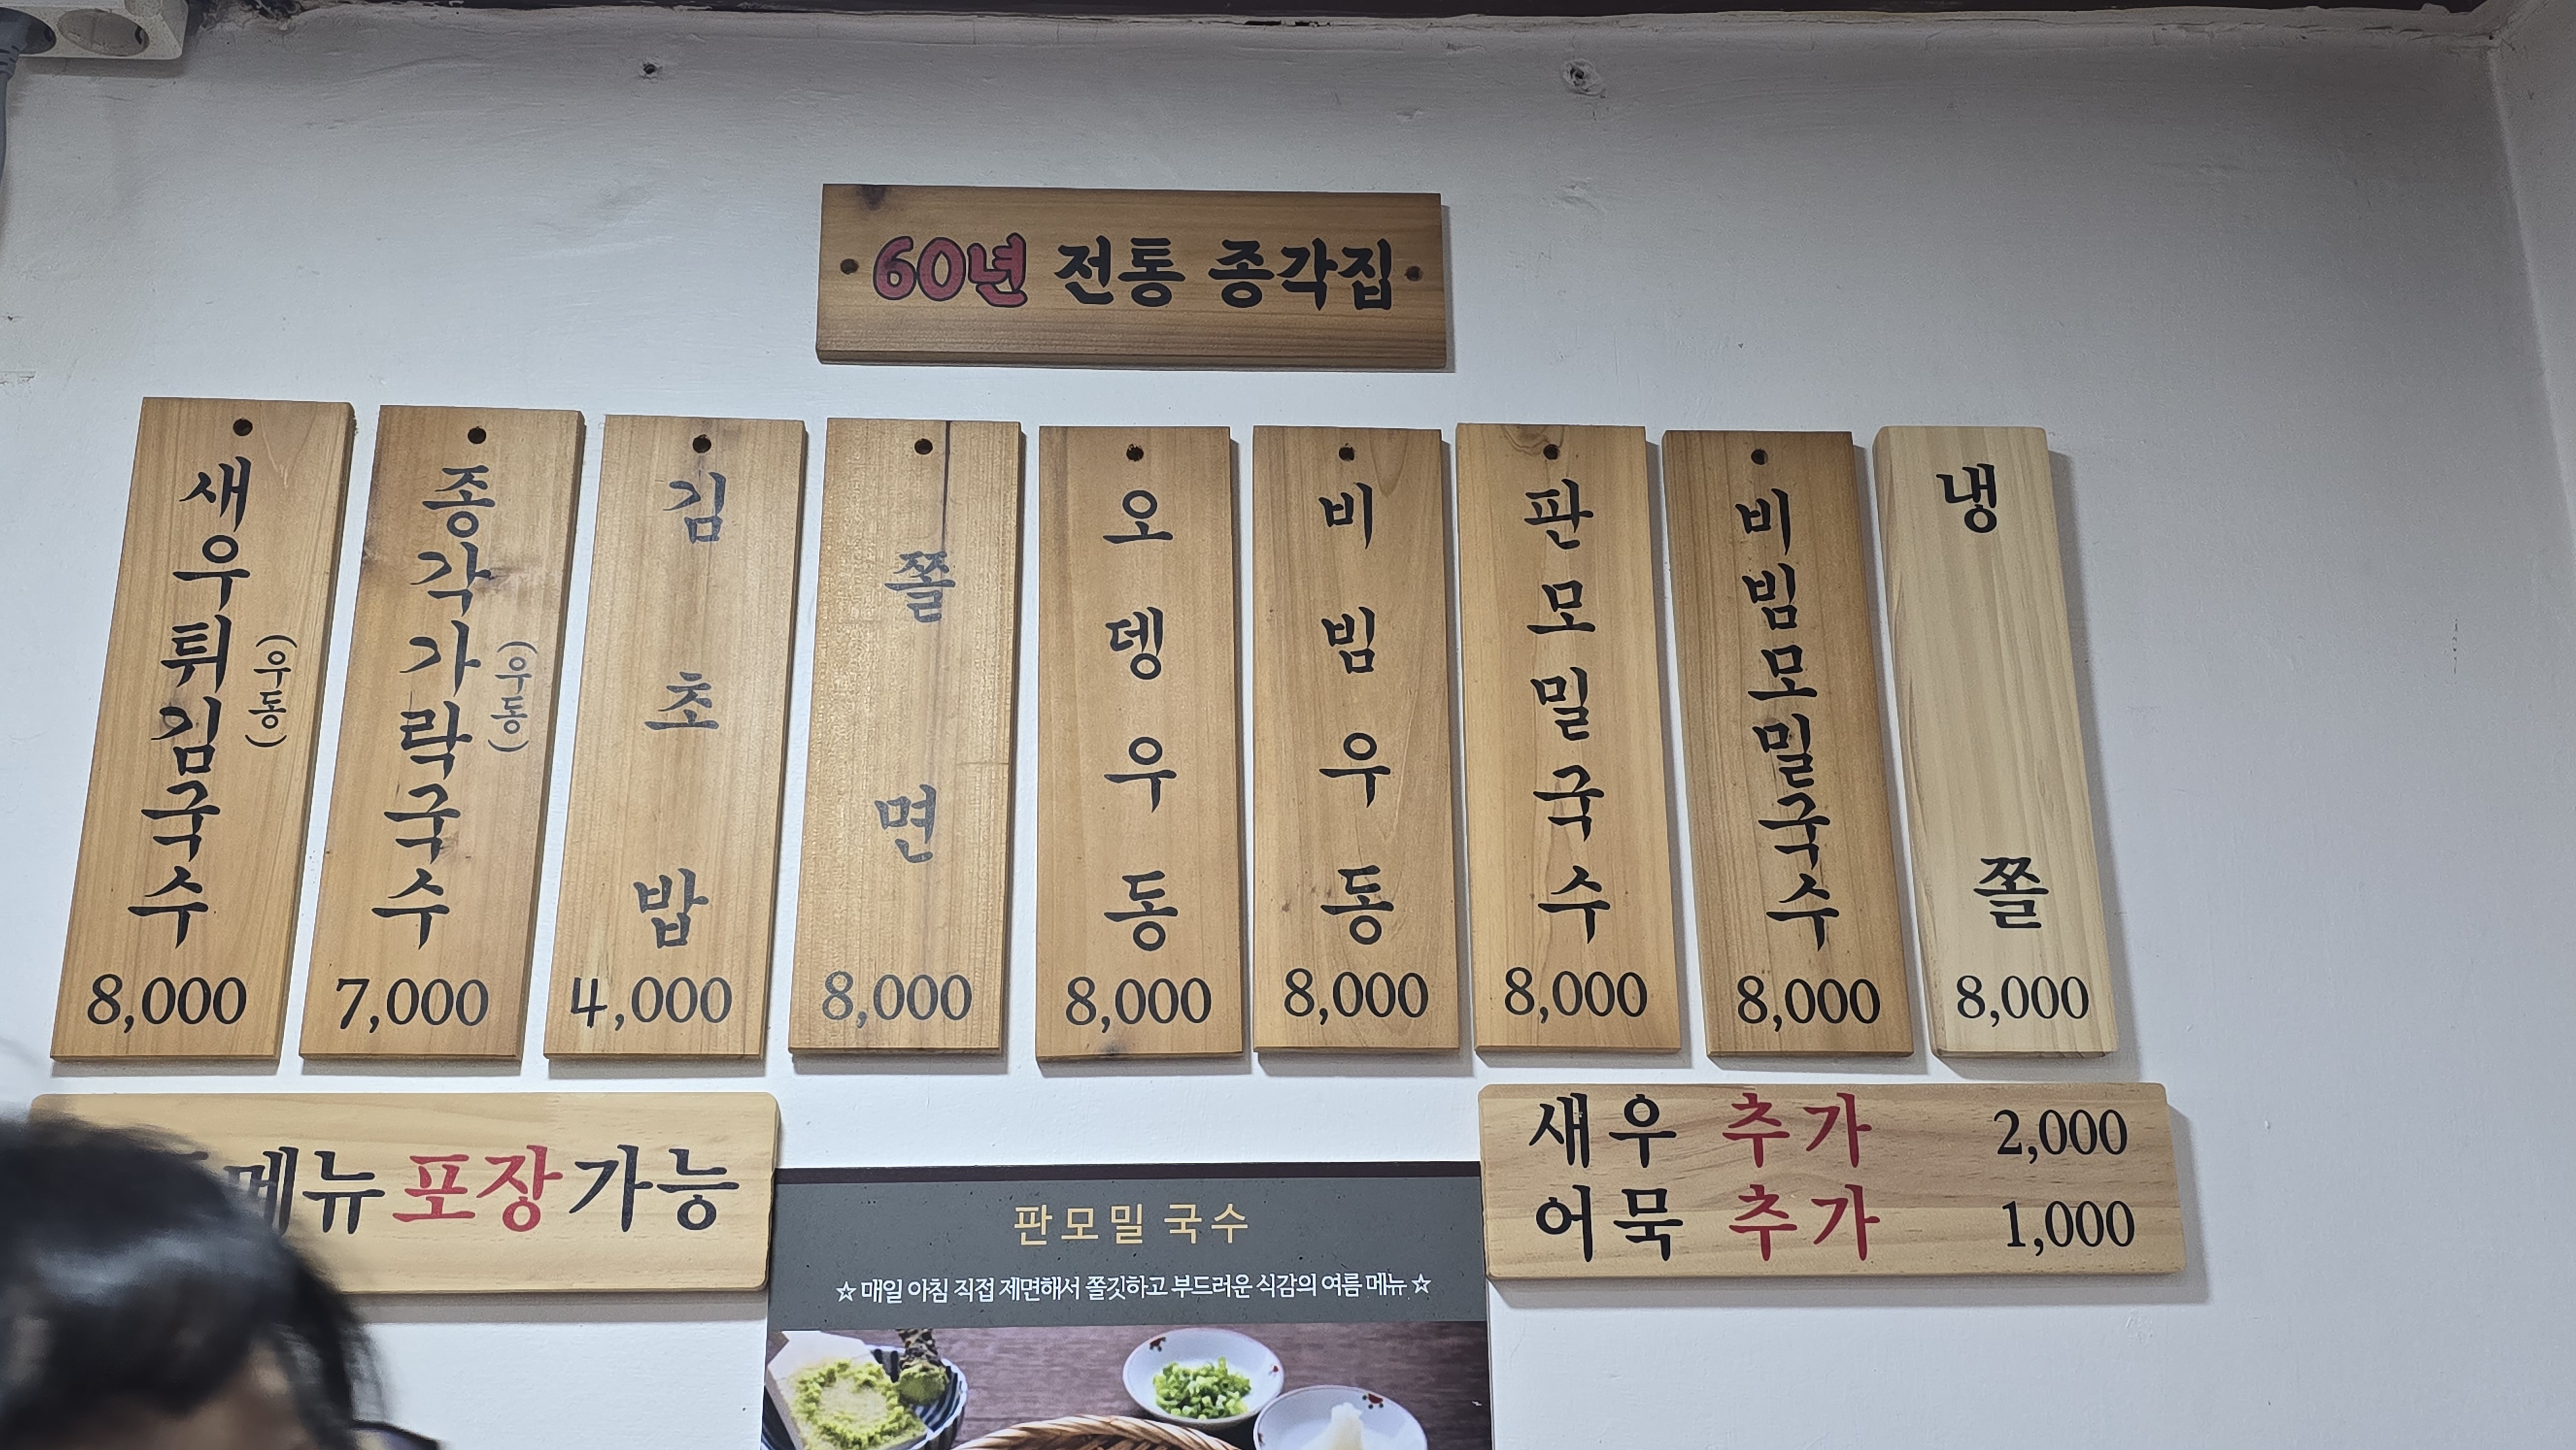 60년 전통 종각집
새우튀김국수
(우동)
8,000
종각가락국수
(우동)
7,000
김초밥
4,000
쫄면
8,000
오뎅우동
8,000
비빔우동
8,000
판모밀국수
8,000
비빔모밀국수
8,000
냉쫄
8,000
메뉴 포장 가능
새우 추가 2,000
어묵 추가 1,000
판모밀 국수
☆ 매일 아침 직접 제면해서 쫄깃하고 부드러운 식감의 여름 메뉴 ☆